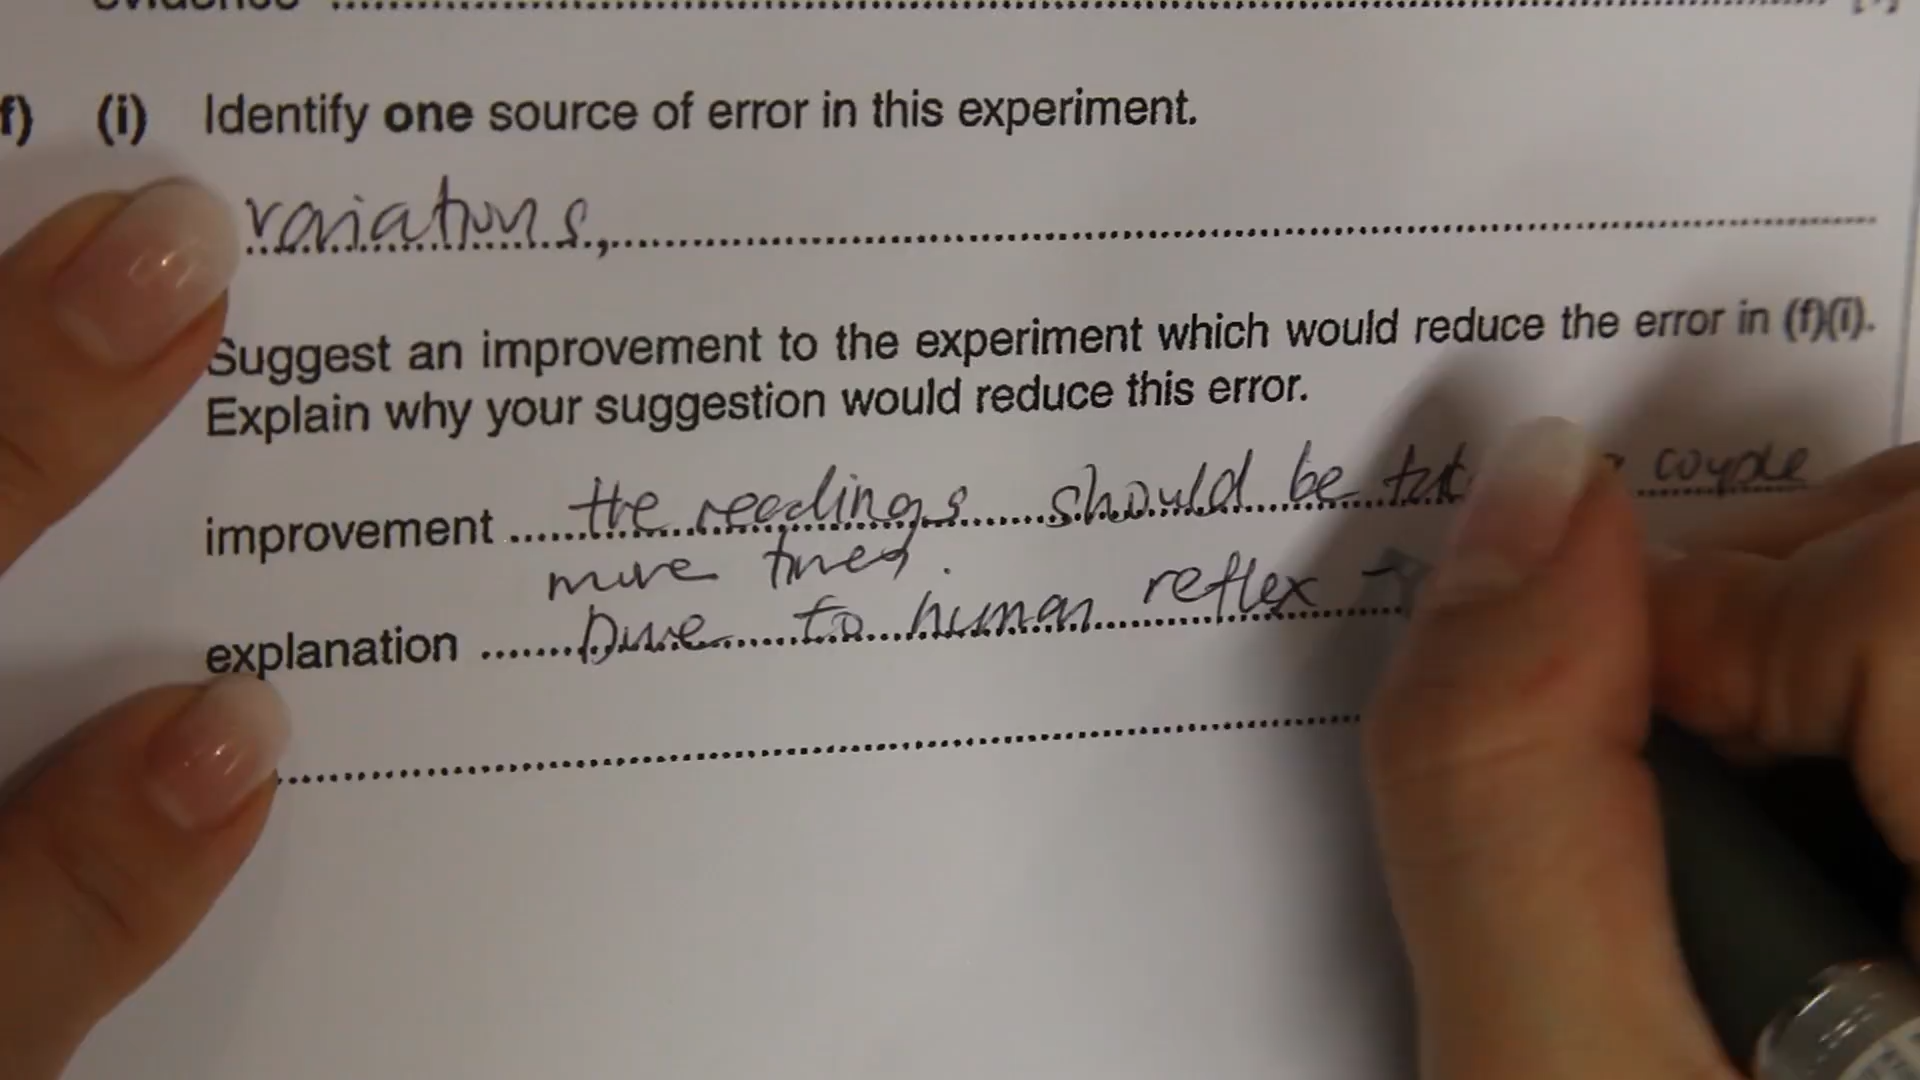 f) (i) Identify one source of error in this experiment.
variations,
Suggest an improvement to the experiment which would reduce the error in (f)(i).
Explain why your suggestion would reduce this error.
improvement the readings should be couple
more times.
explanation Due to human reflex